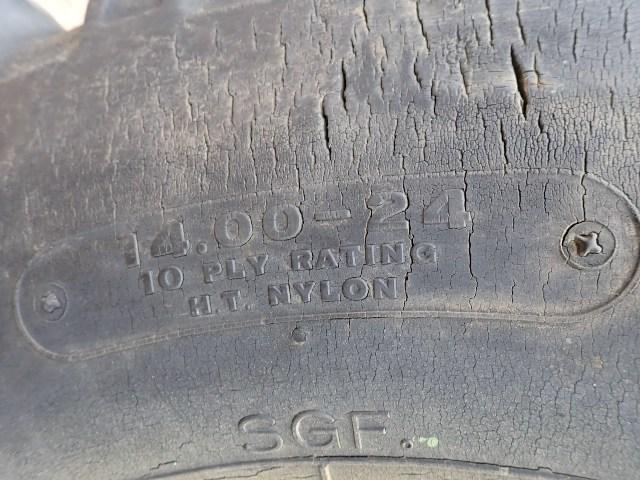 14.00-24
10 PLY RATING
H.T. NYLON
SGF.